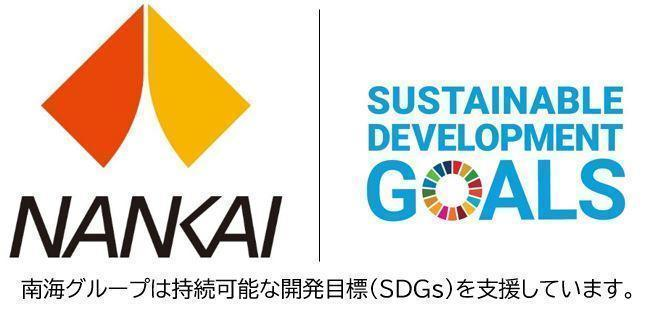 NANKAI
SUSTAINABLE
DEVELOPMENT
GOALS
南海グループは持続可能な開発目標（SDGs）を支援しています。